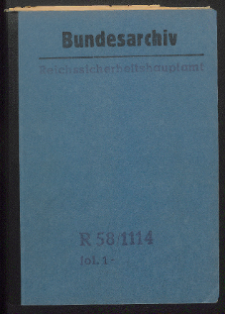 Bundesarchiv
Reichssicherheitshauptamt
R 58/1114
fol. 1-